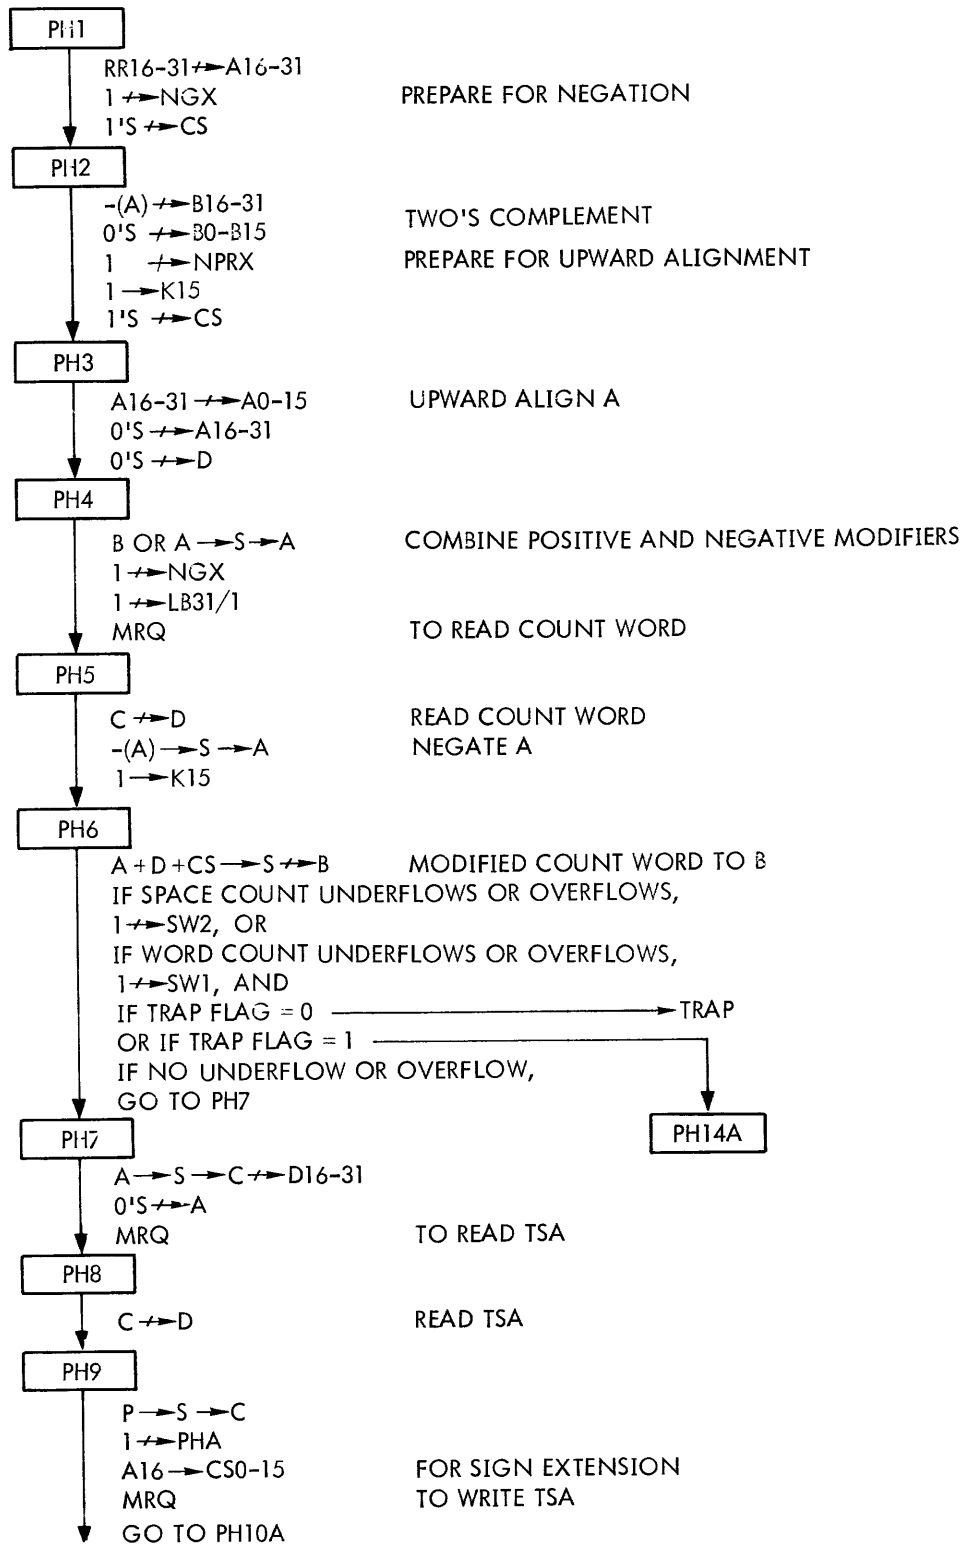 PH1
RR16-31↛A16-31
1 ↛NGX PREPARE FOR NEGATION
1'S ↛CS
PH2
-(A) ↛B16-31
TWO'S COMPLEMENT
0'S ↛B0-B15
1 ↛NPRX PREPARE FOR UPWARD ALIGNMENT
1 →K15
1'S ↛CS
PH3
A16-31 ↛A0-15 UPWARD ALIGN A
0'S ↛A16-31
0'S ↛D
PH4
B OR A →S→A COMBINE POSITIVE AND NEGATIVE MODIFIERS
1↛NGX
1↛LB31/1
MRQ TO READ COUNT WORD
PH5
C ↛D READ COUNT WORD
-(A) →S →A NEGATE A
1→K15
PH6
A+D+CS →S ↛B MODIFIED COUNT WORD TO B
IF SPACE COUNT UNDERFLOWS OR OVERFLOWS,
1↛SW2, OR
IF WORD COUNT UNDERFLOWS OR OVERFLOWS,
1↛SW1, AND
IF TRAP FLAG = 0 → TRAP
OR IF TRAP FLAG = 1
IF NO UNDERFLOW OR OVERFLOW,
GO TO PH7
PH7 PH14A
A→S→C↛D16-31
0'S↛A
MRQ TO READ TSA
PH8
C ↛D READ TSA
PH9
P →S →C
1↛PHA
A16→CS0-15 FOR SIGN EXTENSION
MRQ TO WRITE TSA
GO TO PH10A